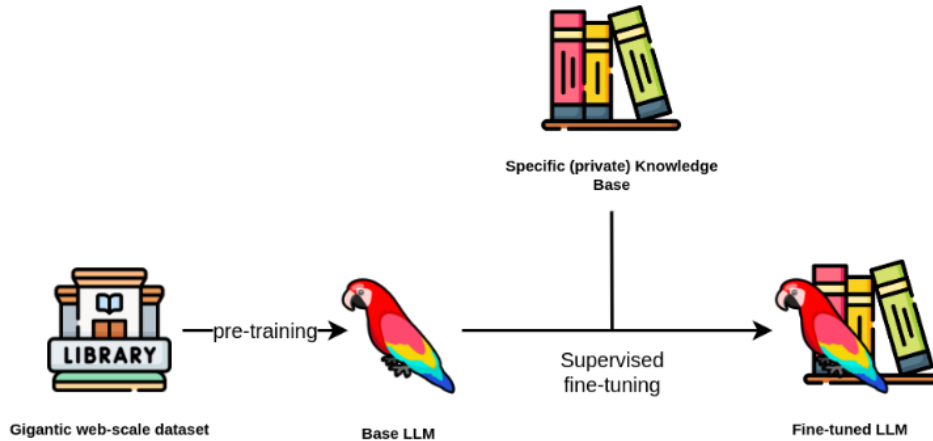 Specific (private) Knowledge
Base
LIBRARY
pre-training
Supervised
fine-tuning
Gigantic web-scale dataset
Base LLM
Fine-tuned LLM